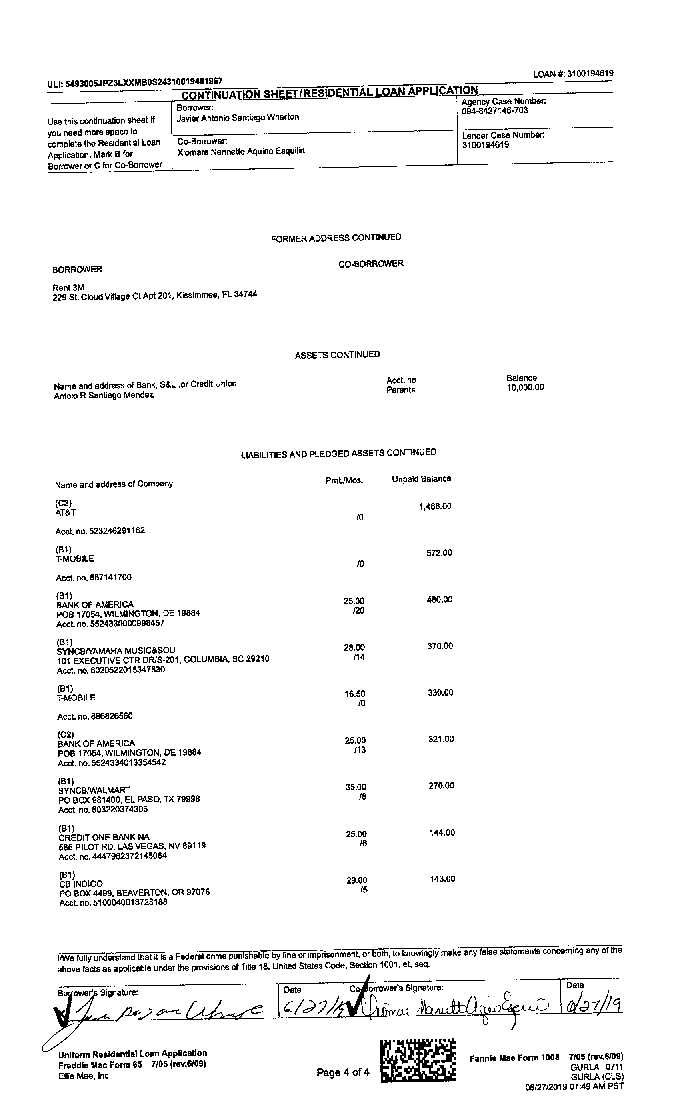 ULI: 5493005JPZ3LXXMB0S24310019461967
LOAN #: 3100194619
CONTINUATION SHEET/RESIDENTIAL LOAN APPLICATION
Use this continuation sheet if
you need more space to
complete the Residential Loan
Application. Mark B for
Borrower or C for Co-Borrower
Borrower:
Javier Antonio Santiago Wharton
Co-Borrower:
Xiomara Nannette Aquino Esquilin
Agency Case Number:
094-8427146-703
Lender Case Number:
3100194619
FORMER ADDRESS CONTINUED
BORROWER
CO-BORROWER
Rent 3M
229 St. Cloud Village Ct Apt 201, Kissimmee, FL 34744
ASSETS CONTINUED
Name and address of Bank, S&L, or Credit Union Acct. no Balance
Antoio R Santiago Mendez Parents 10,000.00
LIABILITIES AND PLEDGED ASSETS CONTINUED
Name and address of Company Pmt./Mos. Unpaid Balance
(C2) 1,468.00
AT&T /0
Acct. no. 523246291162
(B1) 572.00
T-MOBILE /0
Acct. no. 887141700
(B1)
BANK OF AMERICA 25.00 480.00
POB 17054, WILMINGTON, DE 19884 /20
Acct. no.
(B1)
SYNCB/YAMAHA MUSIC&SOU 28.00 370.00
101 EXECUTIVE CTR DR/S-201, COLUMBIA, SC 29210 /14
Acct. no. 6020522015347830
(B1)
T-MOBILE 16.50 330.00
/0
Acct. no. 886826560
(C2)
BANK OF AMERICA 25.00 321.00
POB 17054, WILMINGTON, DE 19884 /13
Acct. no. 5524334013354542
(B1)
SYNCB/WALMART 35.00 270.00
PO BOX 981400, EL PASO, TX 79998 /8
Acct. no. 603220374305
(B1)
CREDIT ONE BANK NA 25.00 144.00
585 PILOT RD, LAS VEGAS, NV 89119 /6
Acct. no. 4447962372148064
(B1)
CB INDIGO 29.00 143.00
PO BOX 4499, BEAVERTON, OR 97076 /5
Acct. no. 5100040013723188
I/We fully understand that it is a Federal crime punishable by fine or imprisonment, or both, to knowingly make any false statements concerning any of the
above facts as applicable under the provisions of Title 18, United States Code, Section 1001, et. seq.
Borrower's Signature:
Date
6/27/19
Co-Borrower's Signature:
Date
6/27/19
Uniform Residential Loan Application
Freddie Mac Form 65 7/05 (rev.6/09)
Ellie Mae, Inc
Page 4 of 4
Fannie Mae Form 1003 7/05 (rev.6/09)
GURLA 0711
GURLA (CLS)
06/27/2019 07:49 AM PST